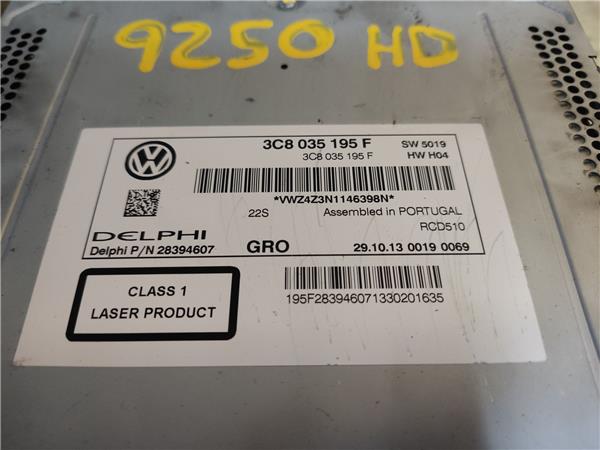 9250 HD
3C8 035 195 F SW 5019
3C8 035 195 F HW H04
*VWZ4Z3N1146398N*
22S Assembled in PORTUGAL
RCD510
DELPHI
Delphi P/N 28394607 GRO 29.10.13 0019 0069
CLASS 1
LASER PRODUCT
195F283946071330201635